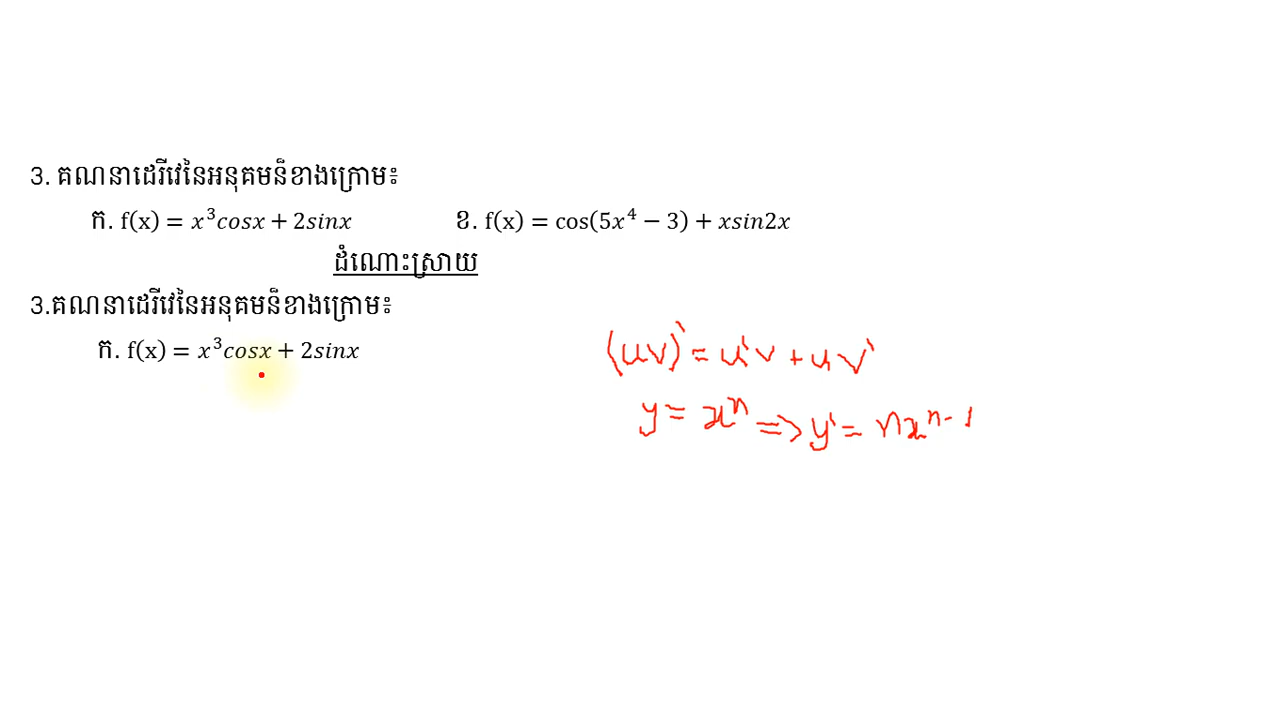 3. គណនាដេរីវេនៃអនុគមន៏ខាងក្រោម៖
ក. f(x) = x³cosx + 2sinx ខ. f(x) = cos(5x⁴ − 3) + xsin2x
ដំណោះស្រាយ
3.គណនាដេរីវេនៃអនុគមន៏ខាងក្រោម៖
ក. f(x) = x³cosx + 2sinx
(uv)' = u'v + uv'
y = xⁿ => y' = nxⁿ⁻¹